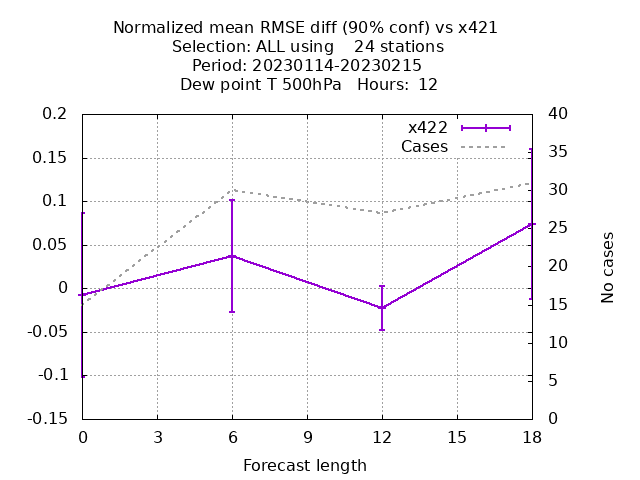 Normalized mean RMSE diff (90% conf) vs x421
Selection: ALL using    24 stations
Period: 20230114-20230215
Dew point T 500hPa   Hours:  12
x422
Cases
0.2
0.15
0.1
0.05
0
-0.05
-0.1
-0.15
40
35
30
25
20
15
10
5
0
No cases
0 3 6 9 12 15 18
Forecast length